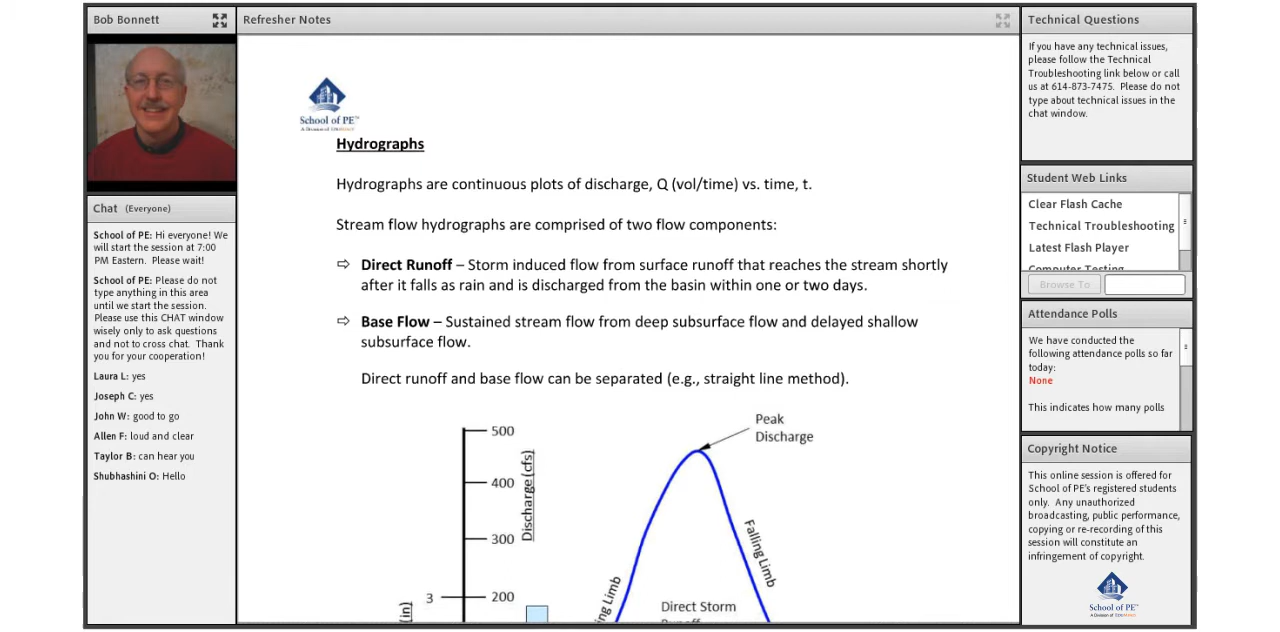 Bob Bonnett
Chat (Everyone)
School of PE: Hi everyone! We
will start the session at 7:00
PM Eastern. Please wait!
School of PE: Please do not
type anything in this area
until we start the session.
Please use this CHAT window
wisely only to ask questions
and not to cross chat. Thank
you for your cooperation!
Laura L: yes
Joseph C: yes
John W: good to go
Allen F: loud and clear
Taylor B: can hear you
Shubhashini O: Hello
Refresher Notes
School of PE™
Hydrographs
Hydrographs are continuous plots of discharge, Q (vol/time) vs. time, t.
Stream flow hydrographs are comprised of two flow components:
⇨ Direct Runoff – Storm induced flow from surface runoff that reaches the stream shortly
after it falls as rain and is discharged from the basin within one or two days.
⇨ Base Flow – Sustained stream flow from deep subsurface flow and delayed shallow
subsurface flow.
Direct runoff and base flow can be separated (e.g., straight line method).
Peak
Discharge
500
400
300
3
200
Discharge (cfs)
(in)
Limb
Falling Limb
Direct Storm
Technical Questions
If you have any technical issues,
please follow the Technical
Troubleshooting link below or call
us at 614-873-7475. Please do not
type about technical issues in the
chat window.
Student Web Links
Clear Flash Cache
Technical Troubleshooting
Latest Flash Player
Computer Testing
Browse To
Attendance Polls
We have conducted the
following attendance polls so far
today:
None
This indicates how many polls
Copyright Notice
This online session is offered for
School of PE's registered students
only. Any unauthorized
broadcasting, public performance,
copying or re-recording of this
session will constitute an
infringement of copyright.
School of PE™